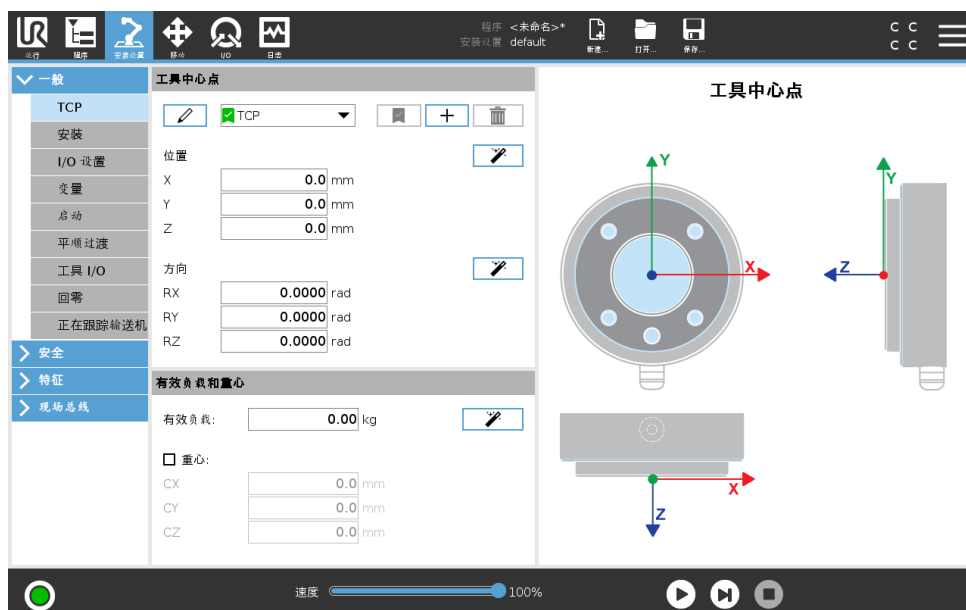 UR
运行 程序 安装设置 移动 I/O 日志
程序 <未命名>*
安装设置 default
新建... 打开... 保存...
C C
C C
一般
TCP
安装
I/O 设置
变量
启动
平顺过渡
工具 I/O
回零
正在跟踪输送机
安全
特征
现场总线
工具中心点
TCP
位置
X 0.0 mm
Y 0.0 mm
Z 0.0 mm
方向
RX 0.0000 rad
RY 0.0000 rad
RZ 0.0000 rad
有效负载和重心
有效负载: 0.00 kg
重心:
CX 0.0 mm
CY 0.0 mm
CZ 0.0 mm
工具中心点
Y
X
Y
Z
X
Z
速度 100%